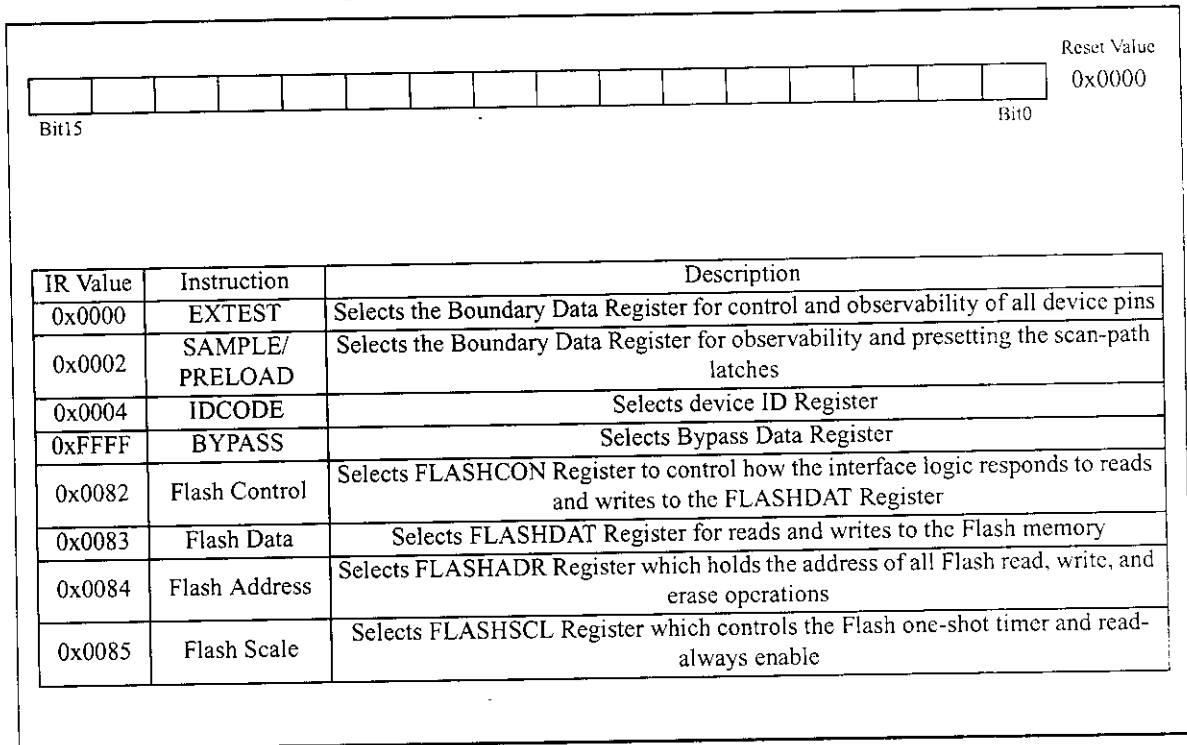 Reset Value
0x0000
Bit15
Bit0
IR Value Instruction Description
0x0000 EXTEST Selects the Boundary Data Register for control and observability of all device pins
0x0002 SAMPLE/ PRELOAD Selects the Boundary Data Register for observability and presetting the scan-path
latches
0x0004 IDCODE Selects device ID Register
0xFFFF BYPASS Selects Bypass Data Register
0x0082 Flash Control Selects FLASHCON Register to control how the interface logic responds to reads
and writes to the FLASHDAT Register
0x0083 Flash Data Selects FLASHDAT Register for reads and writes to the Flash memory
0x0084 Flash Address Selects FLASHADR Register which holds the address of all Flash read, write, and
erase operations
0x0085 Flash Scale Selects FLASHSCL Register which controls the Flash one-shot timer and read-
always enable